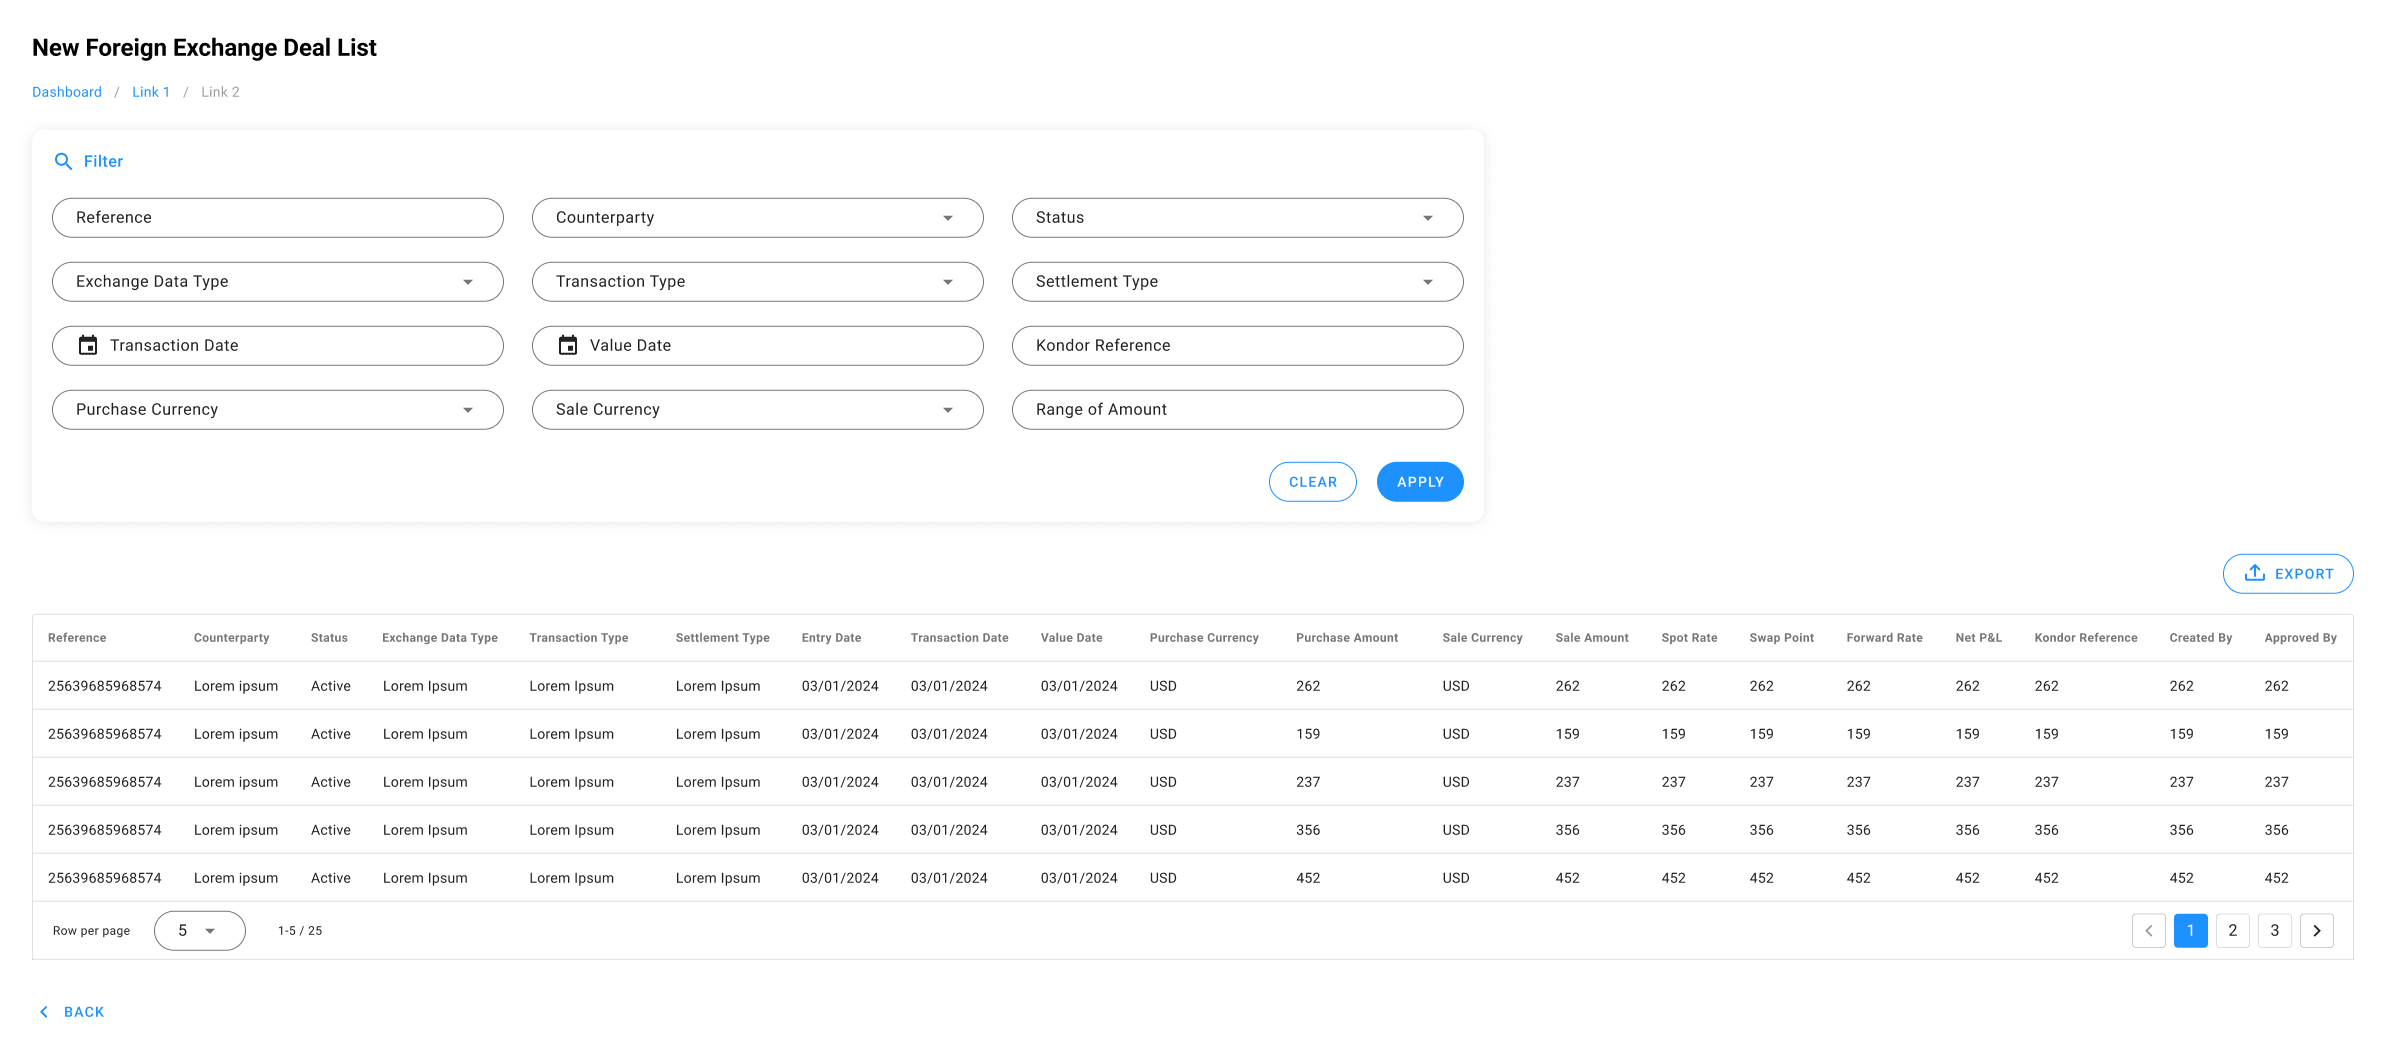 New Foreign Exchange Deal List
Dashboard / Link 1 / Link 2
Filter
Reference Counterparty Status
Exchange Data Type Transaction Type Settlement Type
Transaction Date Value Date Kondor Reference
Purchase Currency Sale Currency Range of Amount
CLEAR APPLY
EXPORT
Reference Counterparty Status Exchange Data Type Transaction Type Settlement Type Entry Date Transaction Date Value Date Purchase Currency Purchase Amount Sale Currency Sale Amount Spot Rate Swap Point Forward Rate Net P&L Kondor Reference Created By Approved By
25639685968574 Lorem ipsum Active Lorem Ipsum Lorem Ipsum Lorem Ipsum 03/01/2024 03/01/2024 03/01/2024 USD 262 USD 262 262 262 262 262 262 262 262
25639685968574 Lorem ipsum Active Lorem Ipsum Lorem Ipsum Lorem Ipsum 03/01/2024 03/01/2024 03/01/2024 USD 159 USD 159 159 159 159 159 159 159 159
25639685968574 Lorem ipsum Active Lorem Ipsum Lorem Ipsum Lorem Ipsum 03/01/2024 03/01/2024 03/01/2024 USD 237 USD 237 237 237 237 237 237 237 237
25639685968574 Lorem ipsum Active Lorem Ipsum Lorem Ipsum Lorem Ipsum 03/01/2024 03/01/2024 03/01/2024 USD 356 USD 356 356 356 356 356 356 356 356
25639685968574 Lorem ipsum Active Lorem Ipsum Lorem Ipsum Lorem Ipsum 03/01/2024 03/01/2024 03/01/2024 USD 452 USD 452 452 452 452 452 452 452 452
Row per page 5 1-5 / 25 1 2 3
BACK